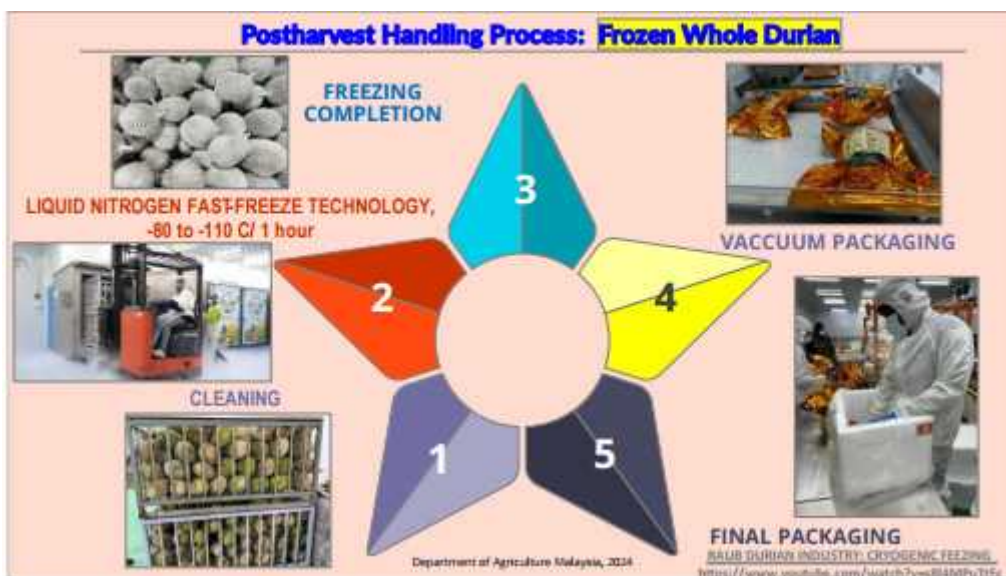 Postharvest Handling Process: Frozen Whole Durian
FREEZING
COMPLETION
3
LIQUID NITROGEN FAST-FREEZE TECHNOLOGY,
-80 to -110 C/ 1 hour
VACCUUM PACKAGING
2
4
CLEANING
1
5
FINAL PACKAGING
RAUB DURIAN INDUSTRY: CRYOGENIC FEEZING
Department of Agriculture Malaysia, 2024